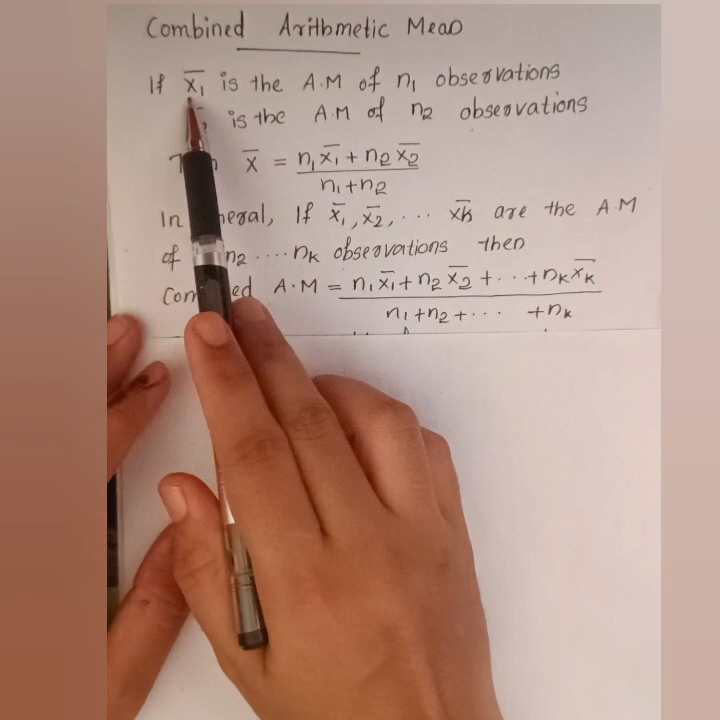 Combined Arithmetic Mean
If x̄₁ is the A.M of n₁ observations
is the A.M of n₂ observations
x̄ = n₁x̄₁ + n₂x̄₂
n₁+n₂
In If x̄₁, x̄₂, ... x̄k are the A.M
of n₂ .... nk observations then
A.M = n₁x̄₁+n₂x̄₂ + . . +nkx̄k
n₁+n₂+... +nk